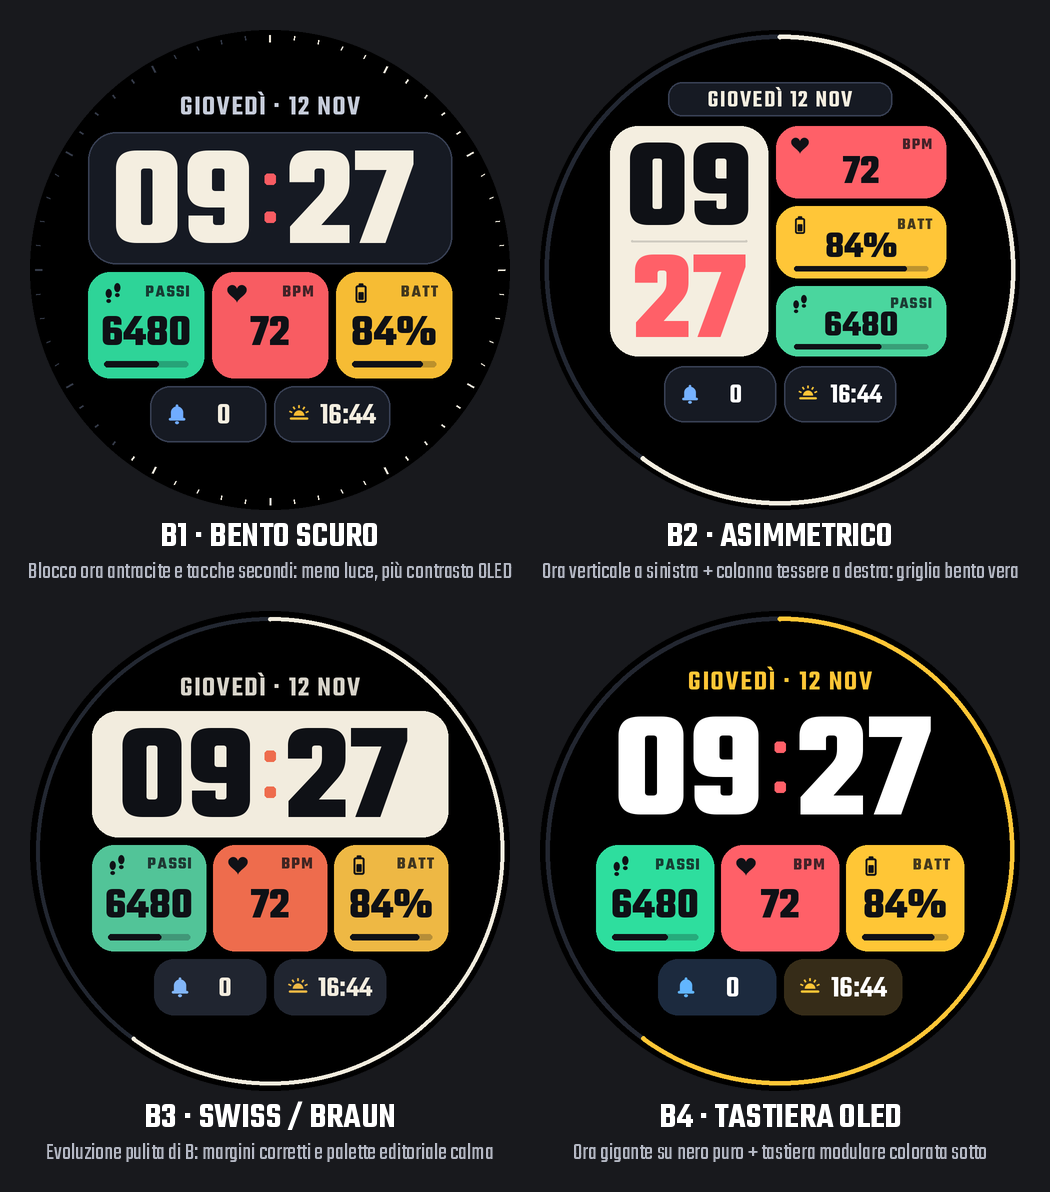 GIOVEDÌ · 12 NOV
09:27
PASSI
6480
BPM
72
BATT
84%
0
16:44
B1 · BENTO SCURO
Blocco ora antracite e tacche secondi: meno luce, più contrasto OLED
GIOVEDÌ 12 NOV
09
27
BPM
72
BATT
84%
PASSI
6480
0
16:44
B2 · ASIMMETRICO
Ora verticale a sinistra + colonna tessere a destra: griglia bento vera
GIOVEDÌ · 12 NOV
09:27
PASSI
6480
BPM
72
BATT
84%
0
16:44
B3 · SWISS / BRAUN
Evoluzione pulita di B: margini corretti e palette editoriale calma
GIOVEDÌ · 12 NOV
09:27
PASSI
6480
BPM
72
BATT
84%
0
16:44
B4 · TASTIERA OLED
Ora gigante su nero puro + tastiera modulare colorata sotto